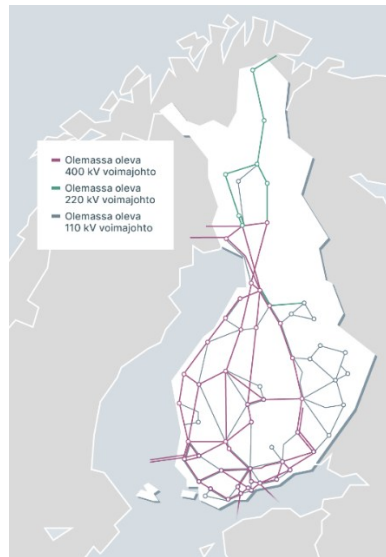 Olemassa oleva
400 kV voimajohto
Olemassa oleva
220 kV voimajohto
Olemassa oleva
110 kV voimajohto